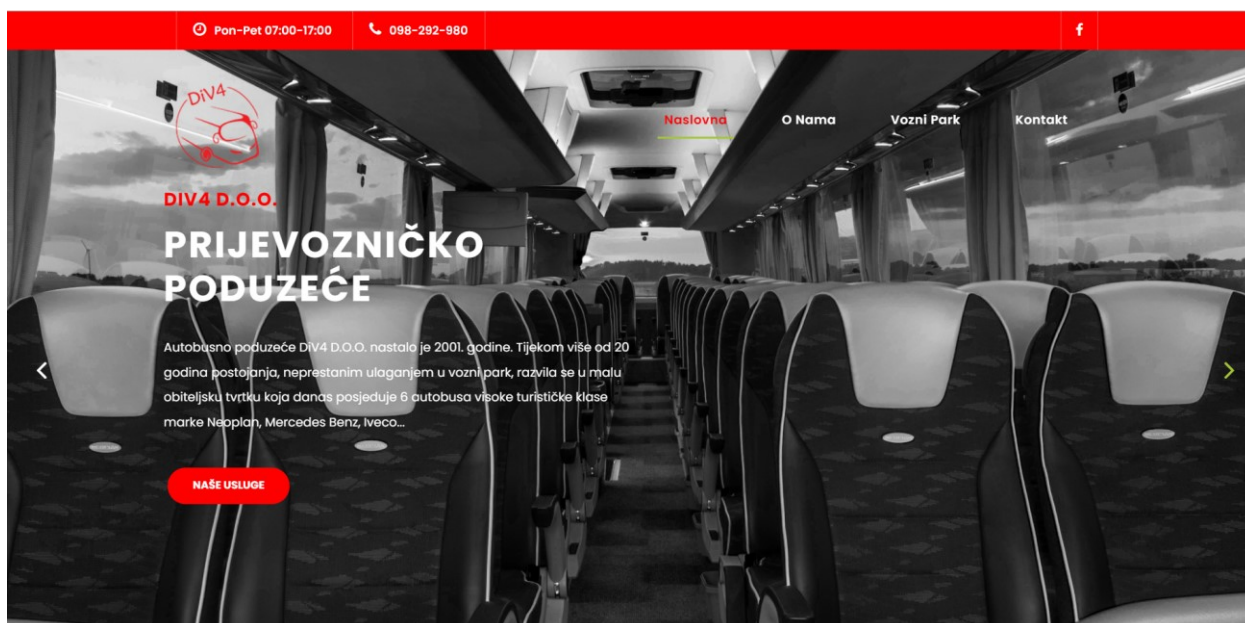 Pon-Pet 07:00-17:00
098-292-980
f
DiV4
Naslovna
O Nama
Vozni Park
Kontakt
DIV4 D.O.O.
PRIJEVOZNIČKO
PODUZEĆE
Autobusno poduzeće DiV4 D.O.O. nastalo je 2001. godine. Tijekom više od 20
godina postojanja, neprestanim ulaganjem u vozni park, razvila se u malu
obiteljsku tvrtku koja danas posjeduje 6 autobusa visoke turističke klase
marke Neoplan, Mercedes Benz, Iveco...
NAŠE USLUGE